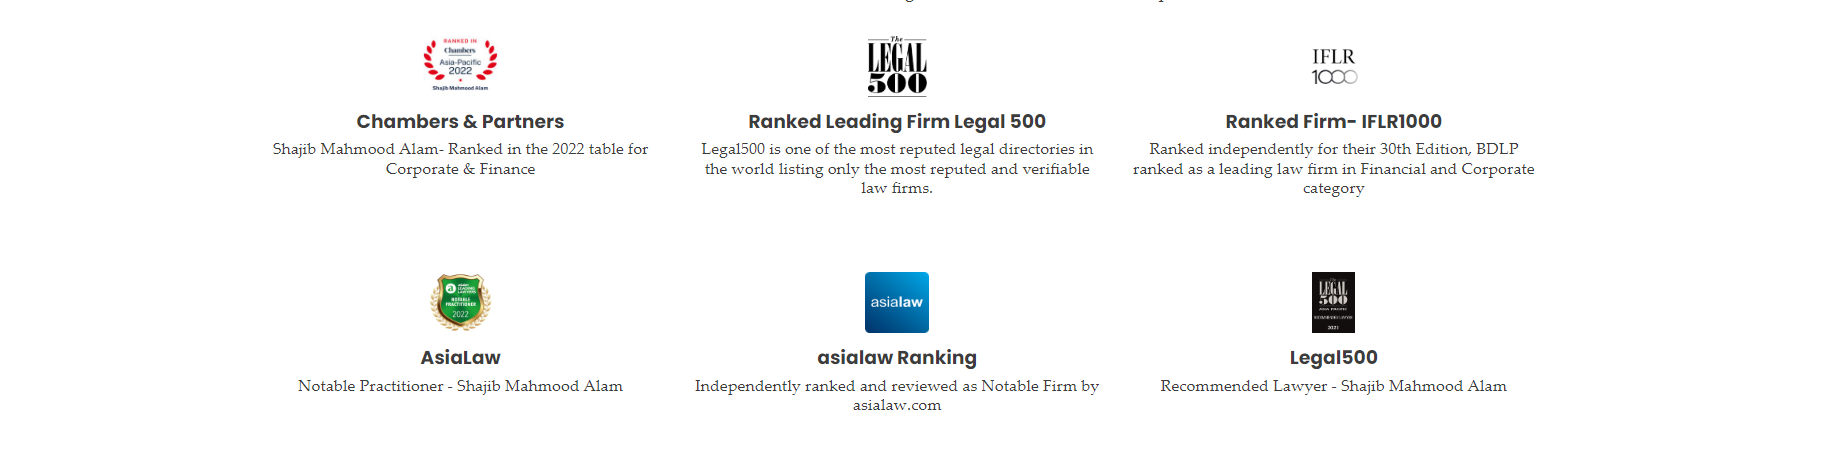 RANKED IN
Chambers
Asia-Pacific
2022
Shajib Mahmood Alam
Chambers & Partners
Shajib Mahmood Alam- Ranked in the 2022 table for
Corporate & Finance
The
LEGAL
500
Ranked Leading Firm Legal 500
Legal500 is one of the most reputed legal directories in
the world listing only the most reputed and verifiable
law firms.
IFLR
1000
Ranked Firm- IFLR1000
Ranked independently for their 30th Edition, BDLP
ranked as a leading law firm in Financial and Corporate
category
LEADING
LAWYERS
NOTABLE
PRACTITIONER
2022
AsiaLaw
Notable Practitioner - Shajib Mahmood Alam
asialaw
asialaw Ranking
Independently ranked and reviewed as Notable Firm by
asialaw.com
The
LEGAL
500
ASIA PACIFIC
RECOMMENDED LAWYER
2021
Legal500
Recommended Lawyer - Shajib Mahmood Alam